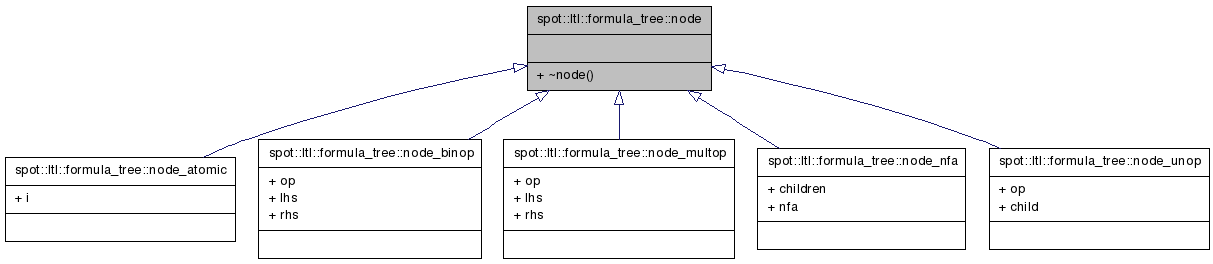 spot::ltl::formula_tree::node
+ ~node()
spot::ltl::formula_tree::node_atomic
+ i
spot::ltl::formula_tree::node_binop
+ op
+ lhs
+ rhs
spot::ltl::formula_tree::node_multop
+ op
+ lhs
+ rhs
spot::ltl::formula_tree::node_nfa
+ children
+ nfa
spot::ltl::formula_tree::node_unop
+ op
+ child